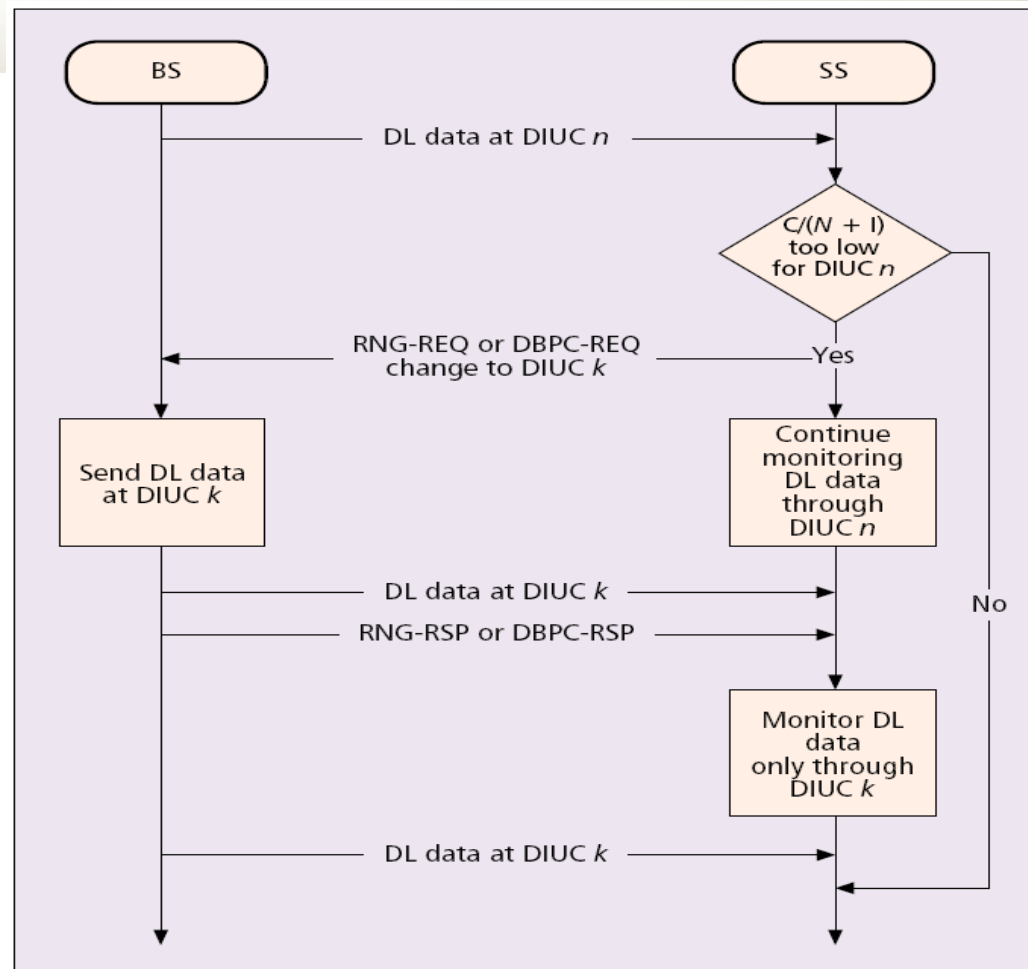 BS
SS
DL data at DIUC n
C/(N + I)
too low
for DIUC n
RNG-REQ or DBPC-REQ
change to DIUC k
Yes
Send DL data
at DIUC k
Continue
monitoring
DL data
through
DIUC n
DL data at DIUC k
No
RNG-RSP or DBPC-RSP
Monitor DL
data
only through
DIUC k
DL data at DIUC k